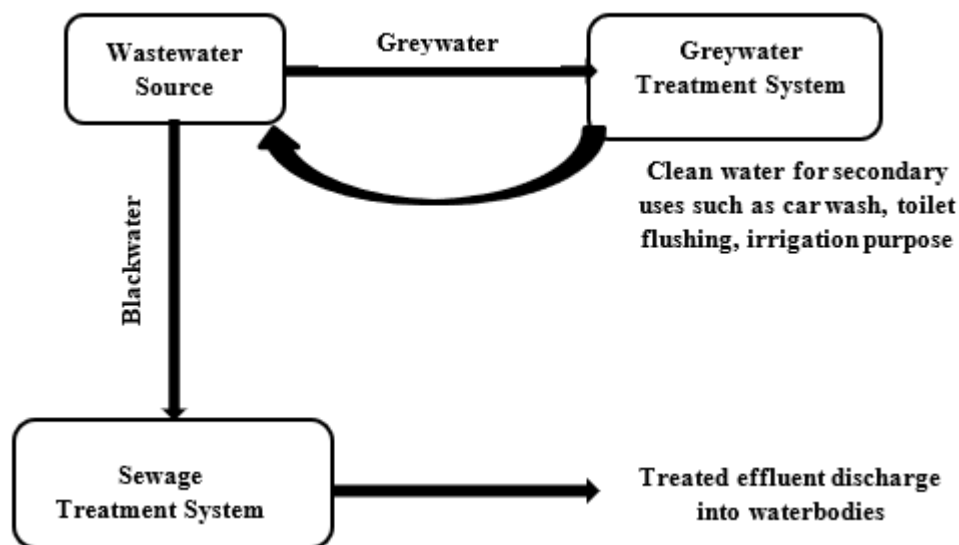 Wastewater
Source
Greywater
Greywater
Treatment System
Clean water for secondary
uses such as car wash, toilet
flushing, irrigation purpose
Blackwater
Sewage
Treatment System
Treated effluent discharge
into waterbodies